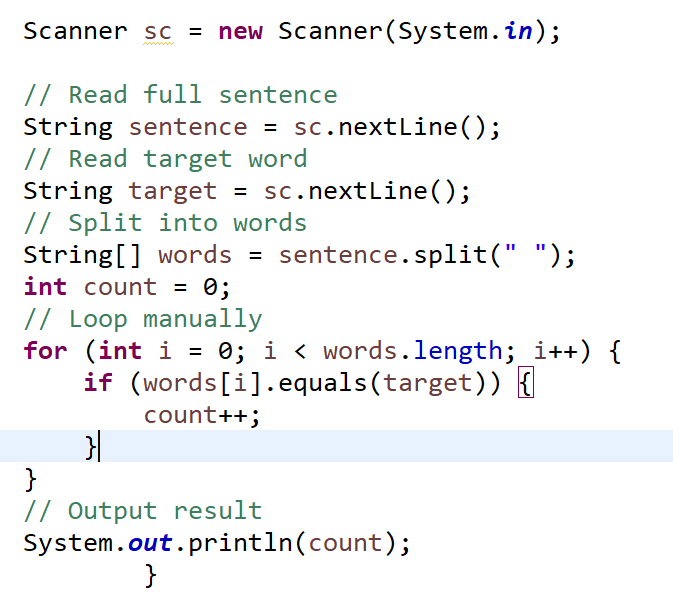 Scanner sc = new Scanner(System.in);
// Read full sentence
String sentence = sc.nextLine();
// Read target word
String target = sc.nextLine();
// Split into words
String[] words = sentence.split(" ");
int count = 0;
// Loop manually
for (int i = 0; i < words.length; i++) {
    if (words[i].equals(target)) {
        count++;
    }
}
// Output result
System.out.println(count);
        }